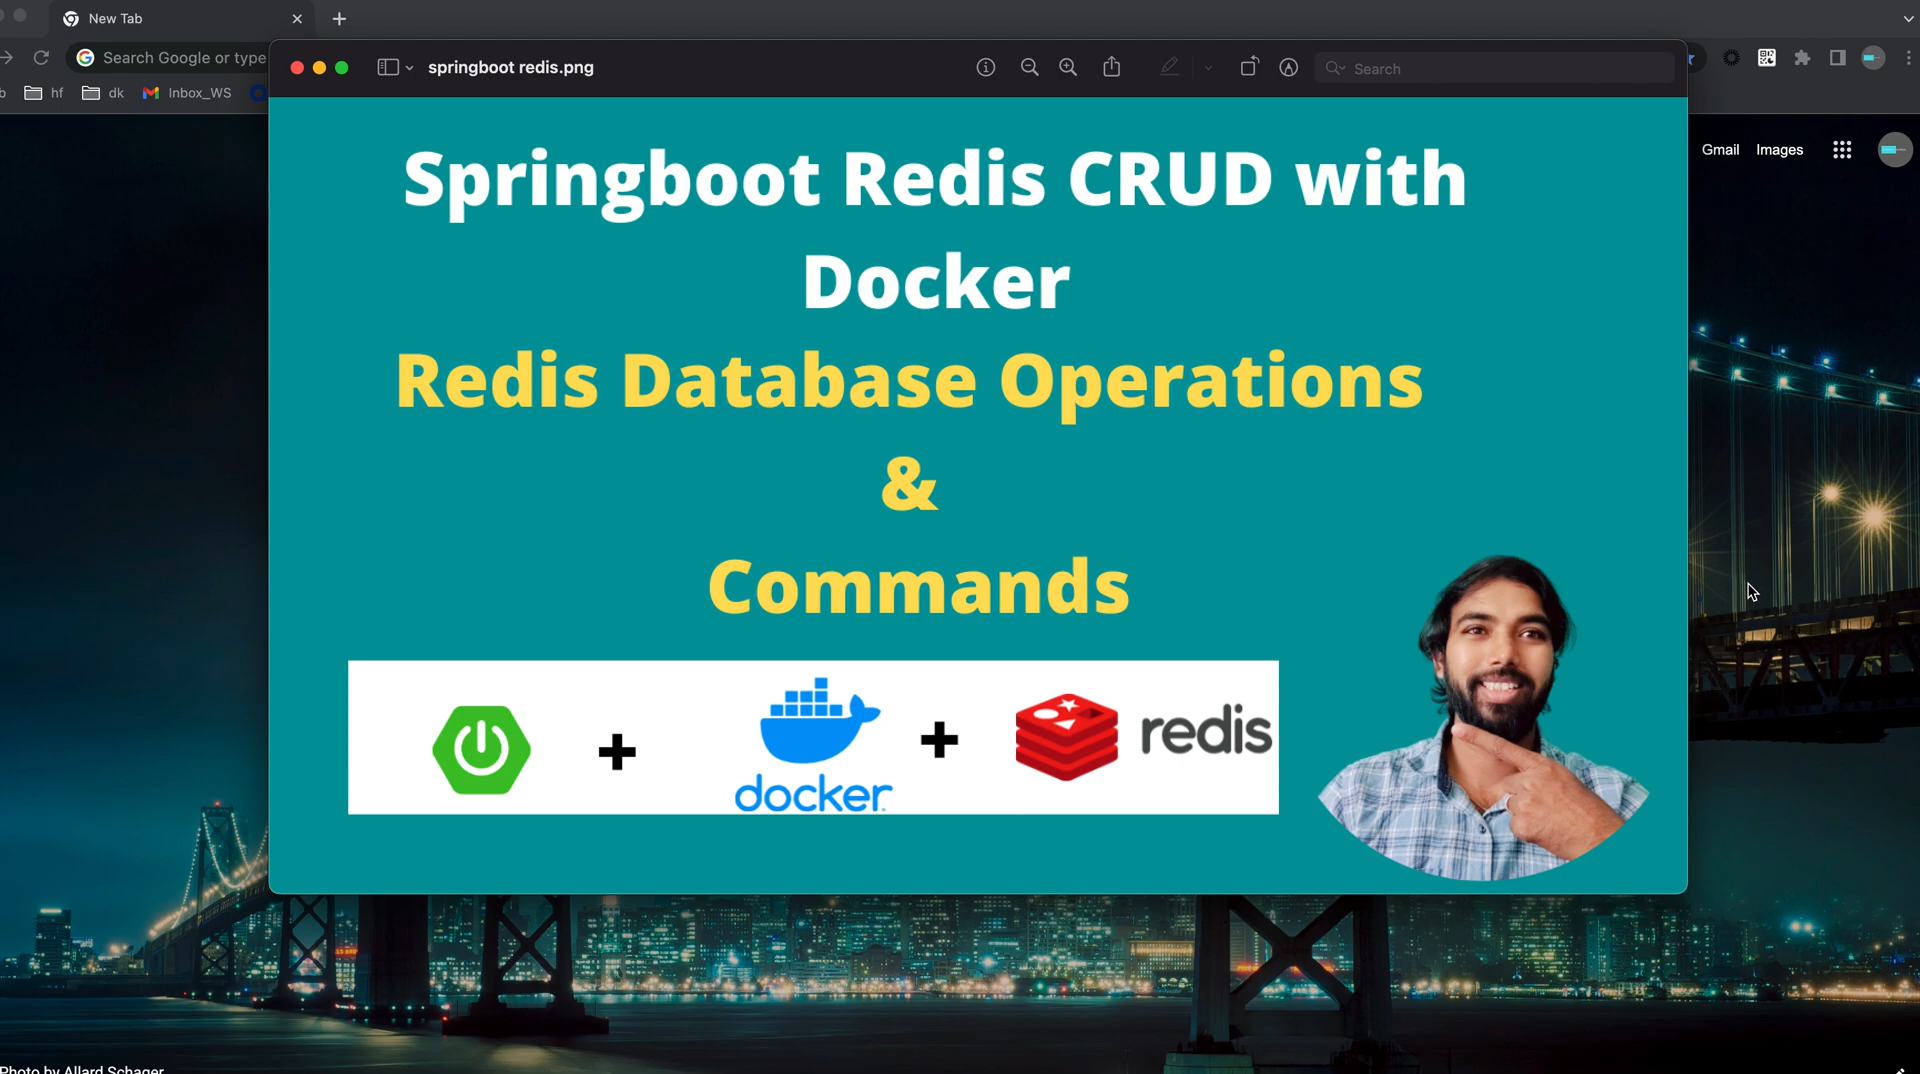 New Tab
Search Google or type
hf
dk
Inbox_WS
springboot redis.png
Search
Gmail
Images
Springboot Redis CRUD with
Docker
Redis Database Operations
&
Commands
+
docker
+
redis
Photo by Allard Schager